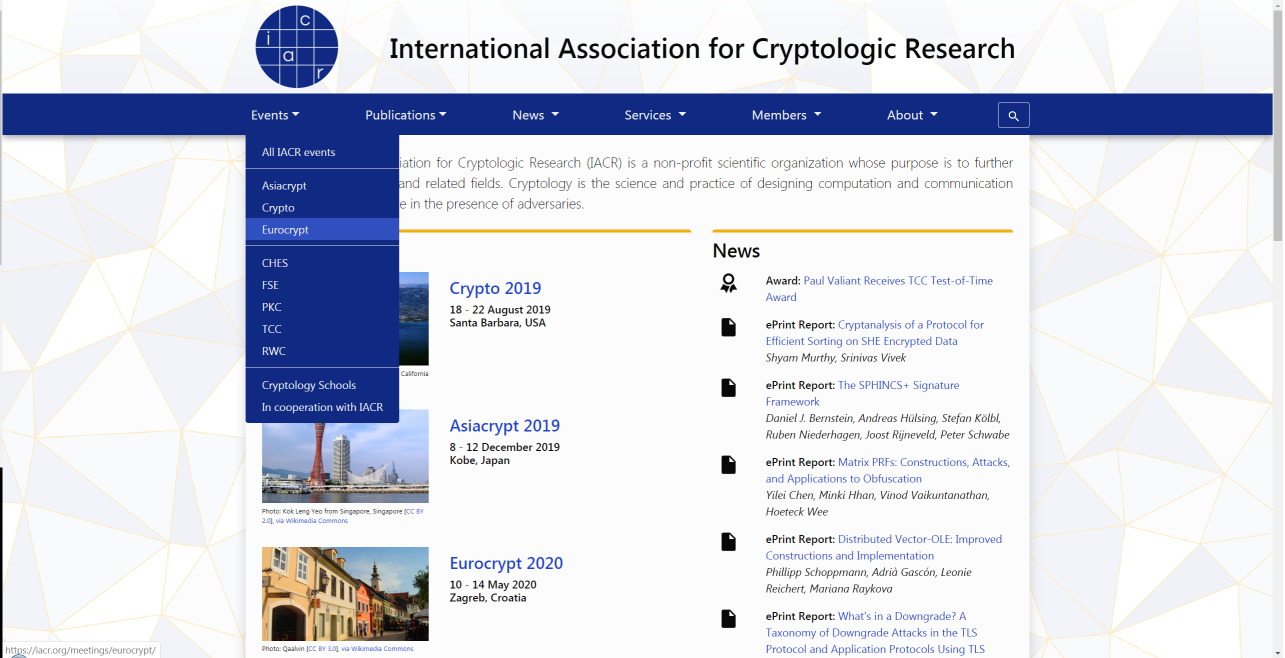 i
c
a
r
International Association for Cryptologic Research
Events
Publications
News
Services
Members
About
All IACR events
Asiacrypt
Crypto
Eurocrypt
CHES
FSE
PKC
TCC
RWC
Cryptology Schools
In cooperation with IACR
iation for Cryptologic Research (IACR) is a non-profit scientific organization whose purpose is to further
and related fields. Cryptology is the science and practice of designing computation and communication
e in the presence of adversaries.
California
Crypto 2019
18 - 22 August 2019
Santa Barbara, USA
Asiacrypt 2019
8 - 12 December 2019
Kobe, Japan
Photo: Kok Leng Yeo from Singapore, Singapore [CC BY
2.0], via Wikimedia Commons
Eurocrypt 2020
10 - 14 May 2020
Zagreb, Croatia
Photo: Qaalvin [CC BY 3.0], via Wikimedia Commons
News
Award: Paul Valiant Receives TCC Test-of-Time
Award
ePrint Report: Cryptanalysis of a Protocol for
Efficient Sorting on SHE Encrypted Data
Shyam Murthy, Srinivas Vivek
ePrint Report: The SPHINCS+ Signature
Framework
Daniel J. Bernstein, Andreas Hülsing, Stefan Kölbl,
Ruben Niederhagen, Joost Rijneveld, Peter Schwabe
ePrint Report: Matrix PRFs: Constructions, Attacks,
and Applications to Obfuscation
Yilei Chen, Minki Hhan, Vinod Vaikuntanathan,
Hoeteck Wee
ePrint Report: Distributed Vector-OLE: Improved
Constructions and Implementation
Phillipp Schoppmann, Adrià Gascón, Leonie
Reichert, Mariana Raykova
ePrint Report: What's in a Downgrade? A
Taxonomy of Downgrade Attacks in the TLS
Protocol and Application Protocols Using TLS
https://iacr.org/meetings/eurocrypt/